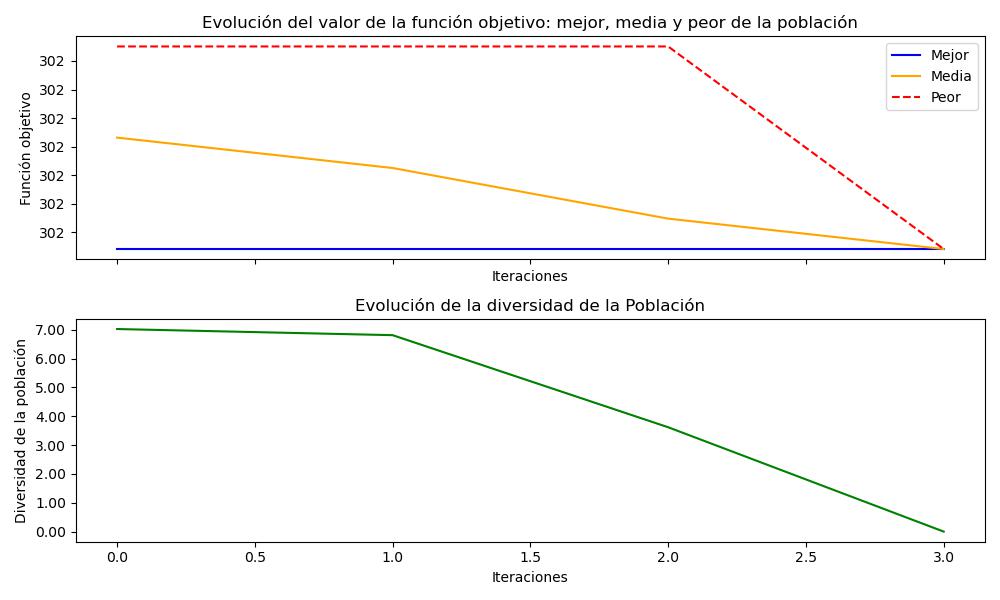 Evolución del valor de la función objetivo: mejor, media y peor de la población
302
302
302
302
302
302
302
Función objetivo
Mejor
Media
Peor
Iteraciones
Evolución de la diversidad de la Población
7.00
6.00
5.00
4.00
3.00
2.00
1.00
0.00
Diversidad de la población
0.0 0.5 1.0 1.5 2.0 2.5 3.0
Iteraciones